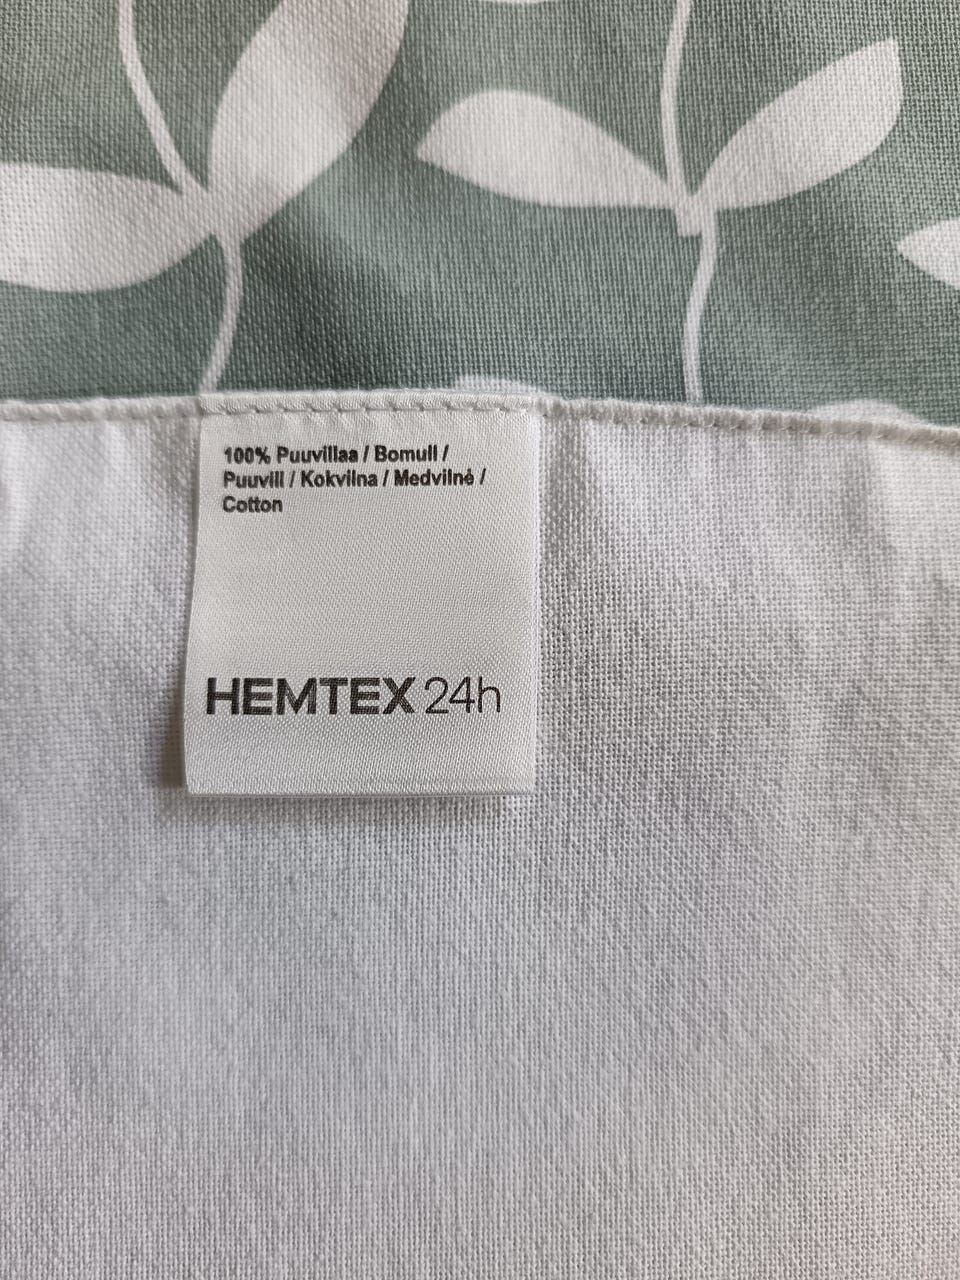 100% Puuvillaa / Bomull /
Puuvill / Kokvilna / Medvilnė /
Cotton
HEMTEX 24h